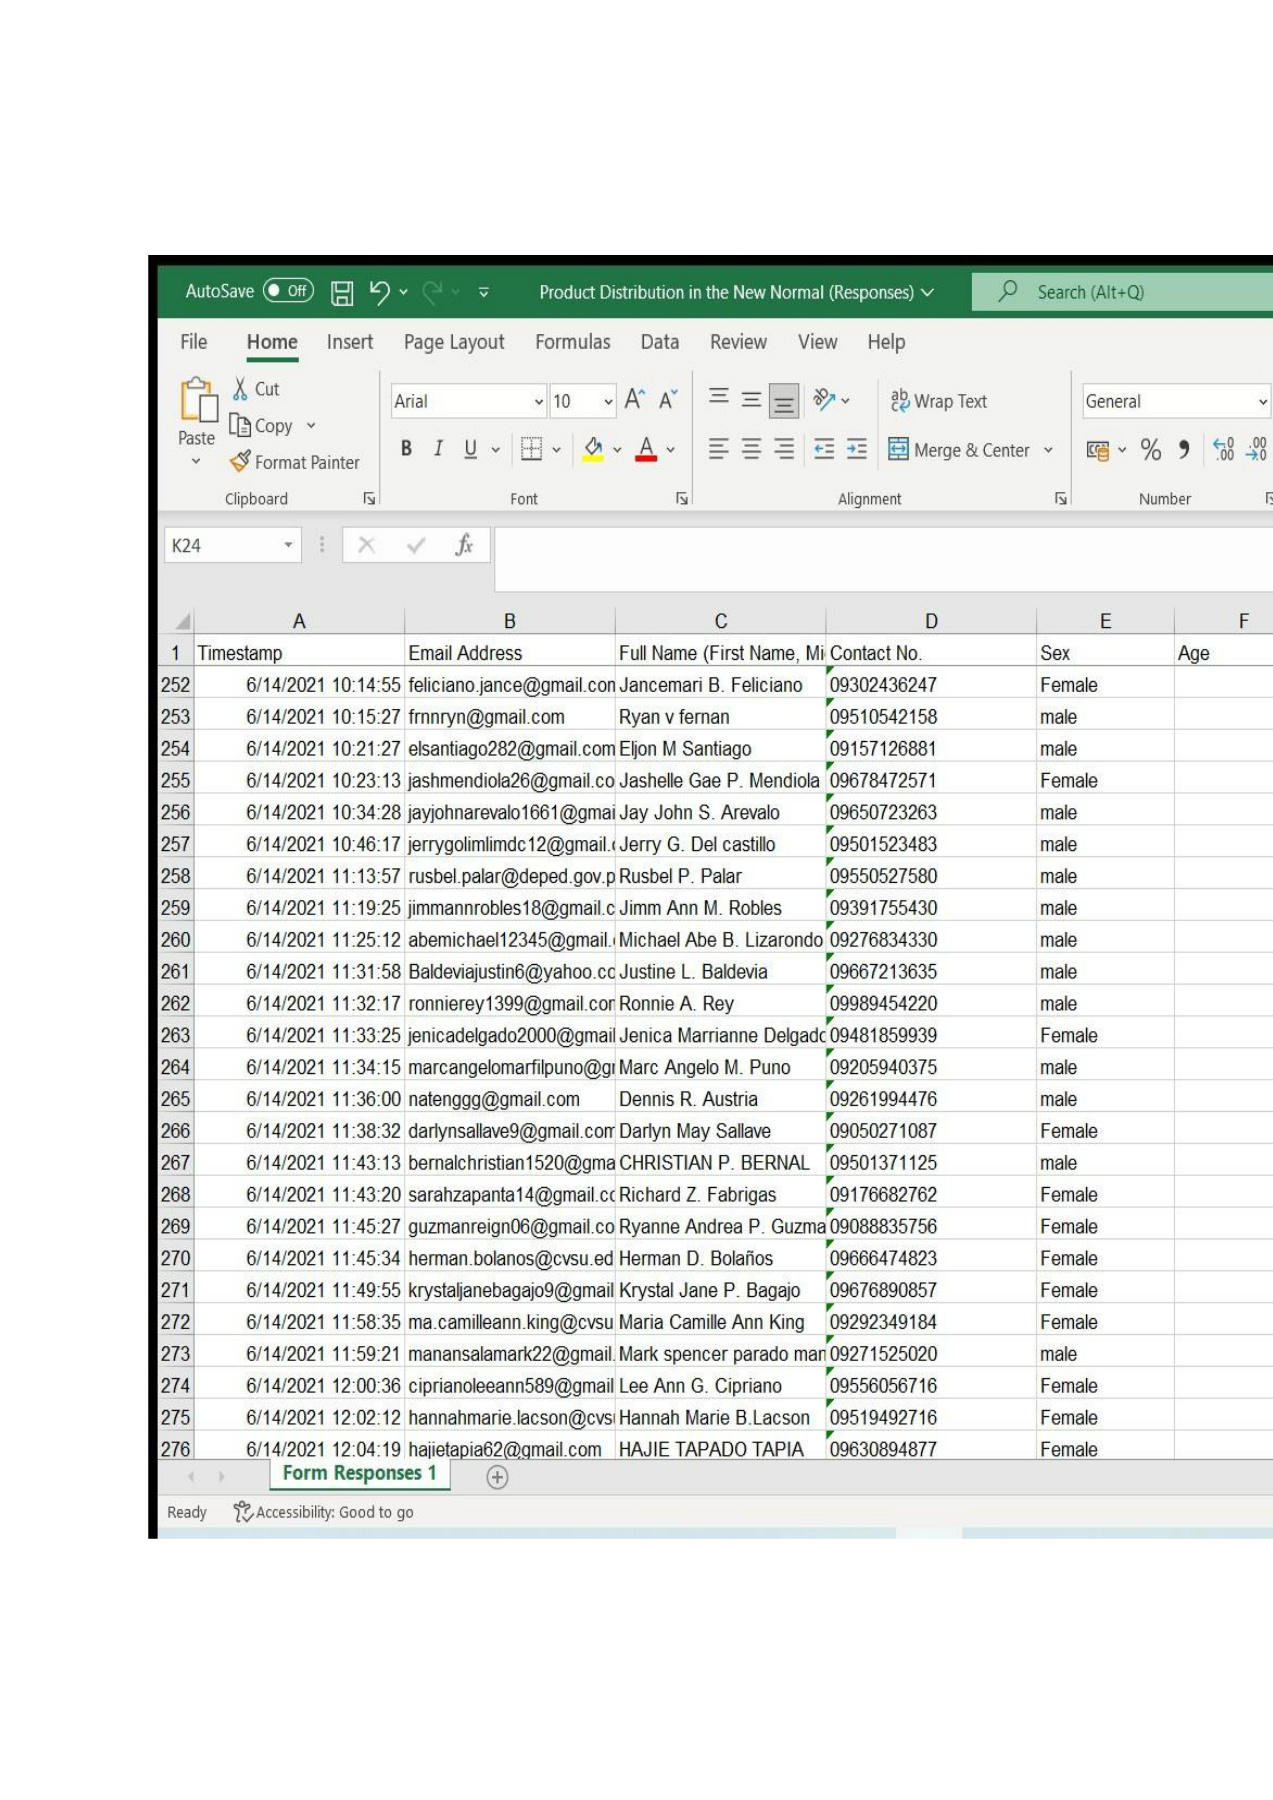 AutoSave Off Product Distribution in the New Normal (Responses) Search (Alt+Q)
File Home Insert Page Layout Formulas Data Review View Help
Paste Cut
Copy
Format Painter
Arial 10 A A Wrap Text General
B I U A Merge & Center % .00 .00
Clipboard Font Alignment Number
K24 fx
A B C D E F
1 Timestamp Email Address Full Name (First Name, Mi Contact No. Sex Age
252 6/14/2021 10:14:55 feliciano.jance@gmail.con Jancemari B. Feliciano 09302436247 Female
253 6/14/2021 10:15:27 frnnryn@gmail.com Ryan v fernan 09510542158 male
254 6/14/2021 10:21:27 elsantiago282@gmail.com Eljon M Santiago 09157126881 male
255 6/14/2021 10:23:13 jashmendiola26@gmail.co Jashelle Gae P. Mendiola 09678472571 Female
256 6/14/2021 10:34:28 jayjohnarevalo1661@gmai Jay John S. Arevalo 09650723263 male
257 6/14/2021 10:46:17 jerrygolimlimdc12@gmail. Jerry G. Del castillo 09501523483 male
258 6/14/2021 11:13:57 rusbel.palar@deped.gov.p Rusbel P. Palar 09550527580 male
259 6/14/2021 11:19:25 jimmannrobles18@gmail.c Jimm Ann M. Robles 09391755430 male
260 6/14/2021 11:25:12 abemichael12345@gmail. Michael Abe B. Lizarondo 09276834330 male
261 6/14/2021 11:31:58 Baldeviajustin6@yahoo.cc Justine L. Baldevia 09667213635 male
262 6/14/2021 11:32:17 ronnierey1399@gmail.con Ronnie A. Rey 09989454220 male
263 6/14/2021 11:33:25 jenicadelgado2000@gmail Jenica Marrianne Delgado 09481859939 Female
264 6/14/2021 11:34:15 marcangelomarfilpuno@g Marc Angelo M. Puno 09205940375 male
265 6/14/2021 11:36:00 natenggg@gmail.com Dennis R. Austria 09261994476 male
266 6/14/2021 11:38:32 darlynsallave9@gmail.com Darlyn May Sallave 09050271087 Female
267 6/14/2021 11:43:13 bernalchristian1520@gma CHRISTIAN P. BERNAL 09501371125 male
268 6/14/2021 11:43:20 sarahzapanta14@gmail.cc Richard Z. Fabrigas 09176682762 Female
269 6/14/2021 11:45:27 guzmanreign06@gmail.co Ryanne Andrea P. Guzma 09088835756 Female
270 6/14/2021 11:45:34 herman.bolanos@cvsu.ed Herman D. Bolaños 09666474823 Female
271 6/14/2021 11:49:55 krystaljanebagajo9@gmail Krystal Jane P. Bagajo 09676890857 Female
272 6/14/2021 11:58:35 ma.camilleann.king@cvsu Maria Camille Ann King 09292349184 Female
273 6/14/2021 11:59:21 manansalamark22@gmail. Mark spencer parado man 09271525020 male
274 6/14/2021 12:00:36 ciprianoleeann589@gmail Lee Ann G. Cipriano 09556056716 Female
275 6/14/2021 12:02:12 hannahmarie.lacson@cvs Hannah Marie B.Lacson 09519492716 Female
276 6/14/2021 12:04:19 hajietapia62@gmail.com HAJIE TAPADO TAPIA 09630894877 Female
Form Responses 1
Ready Accessibility: Good to go